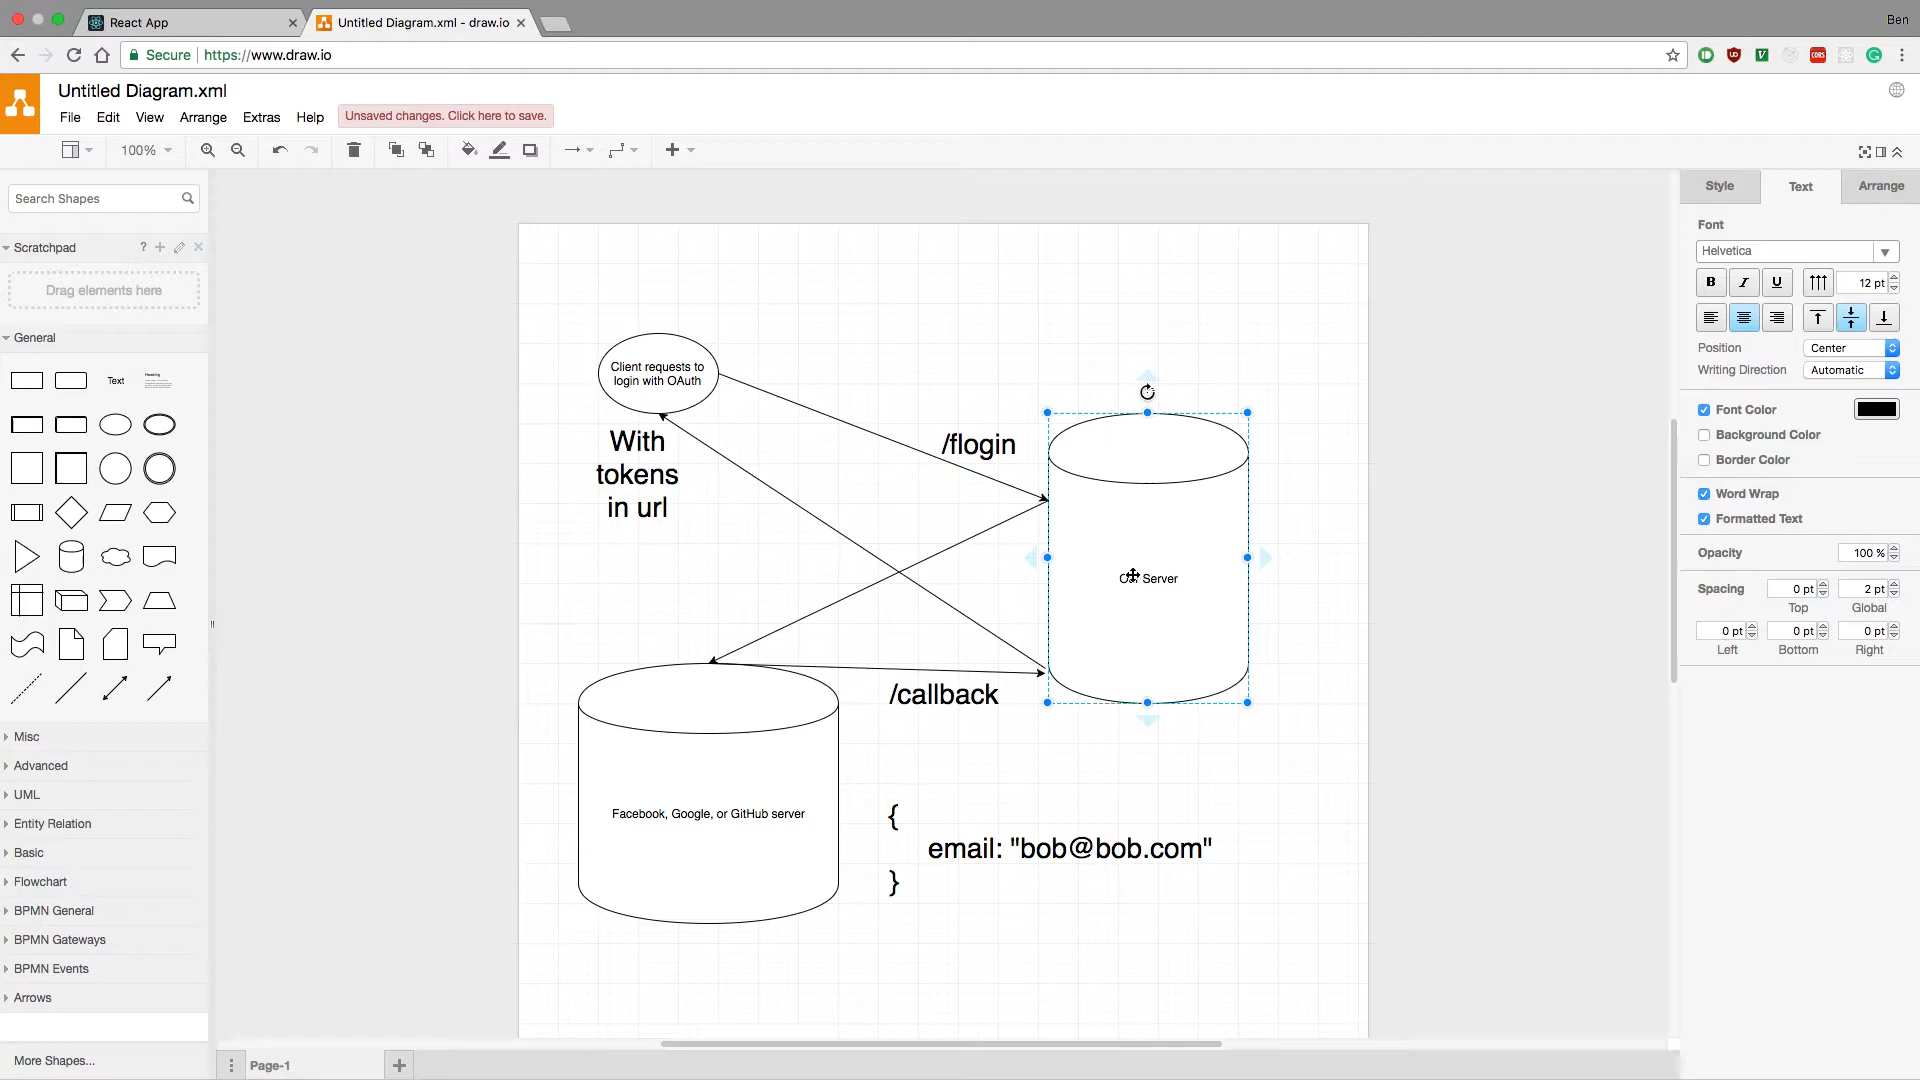 React App
Untitled Diagram.xml - draw.io
Ben
Secure https://www.draw.io
Untitled Diagram.xml
File Edit View Arrange Extras Help
Unsaved changes. Click here to save.
100%
Search Shapes
Scratchpad
?
Drag elements here
General
Text
Heading
Misc
Advanced
UML
Entity Relation
Basic
Flowchart
BPMN General
BPMN Gateways
BPMN Events
Arrows
More Shapes...
Client requests to
login with OAuth
With
tokens
in url
/flogin
Server
/callback
Facebook, Google, or GitHub server
{
email: "bob@bob.com"
}
Page-1
Style Text Arrange
Font
Helvetica
B I U 12 pt
Position Center
Writing Direction Automatic
Font Color
Background Color
Border Color
Word Wrap
Formatted Text
Opacity 100 %
Spacing 0 pt 2 pt
Top Global
0 pt 0 pt 0 pt
Left Bottom Right